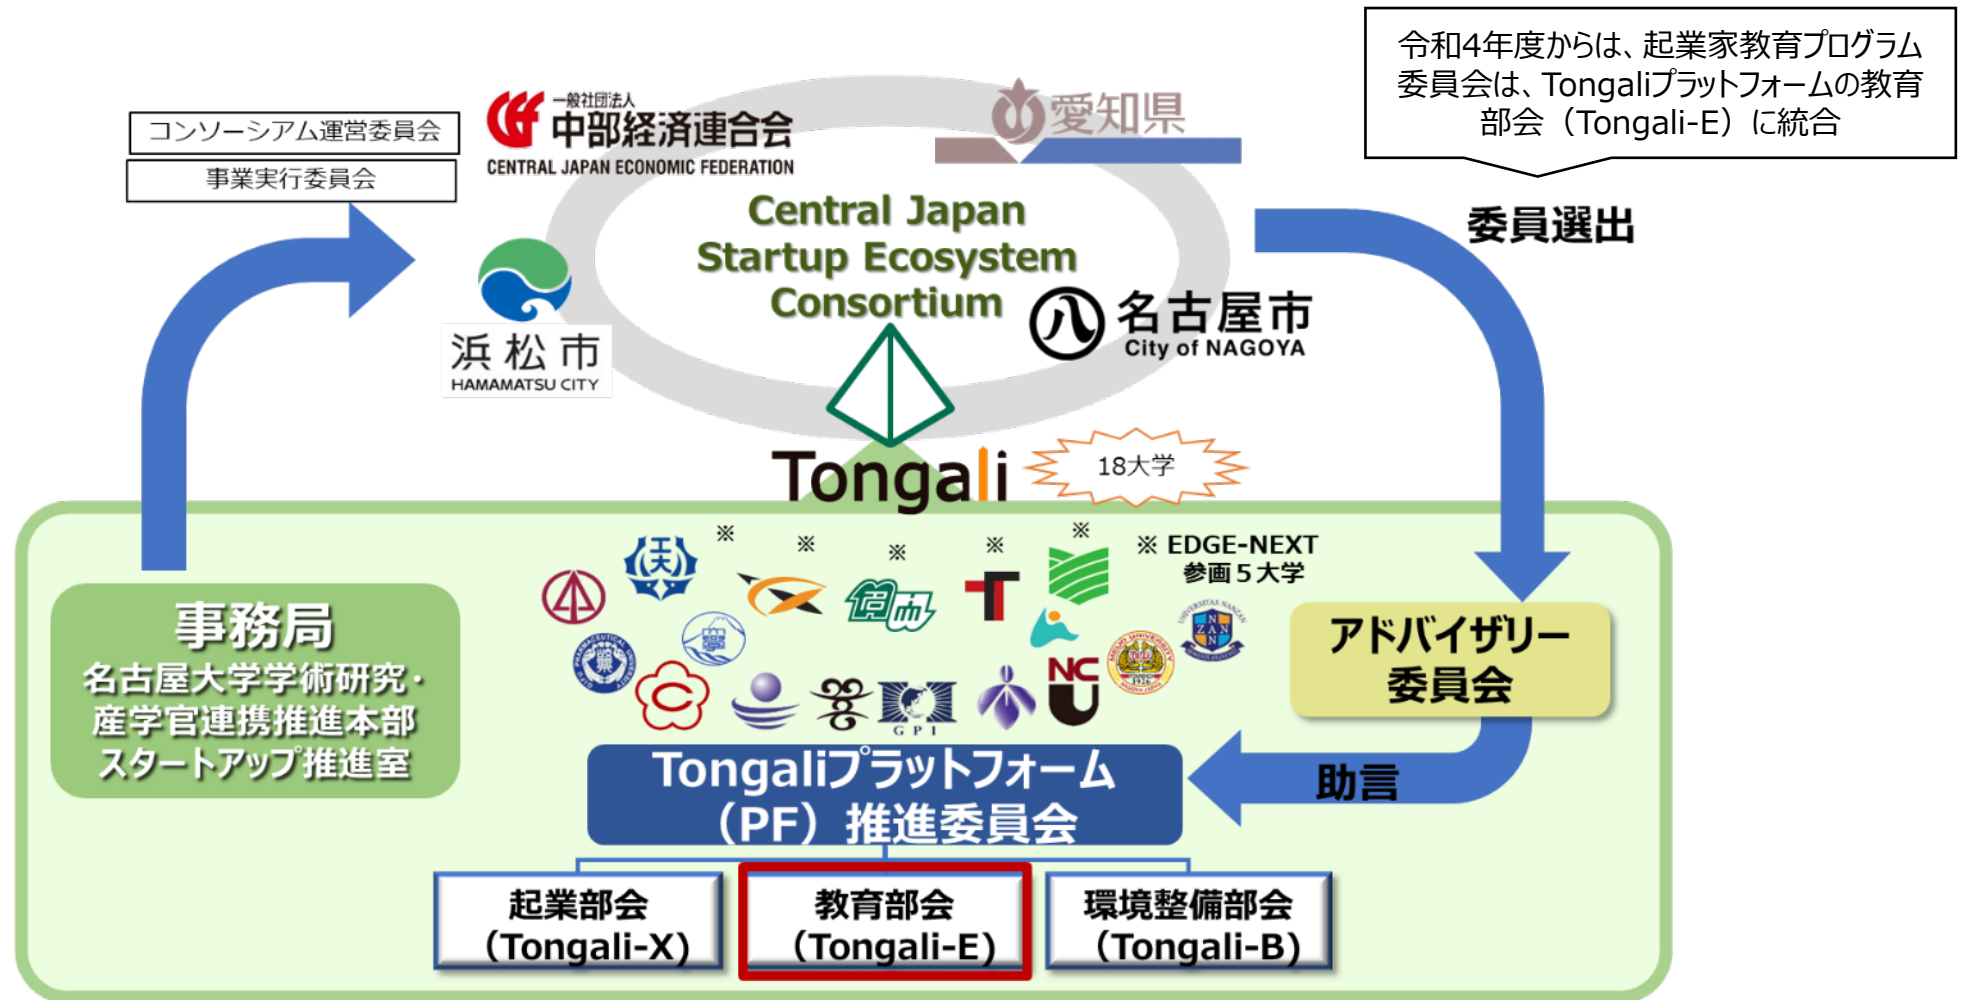 令和4年度からは、起業家教育プログラム
委員会は、Tongaliプラットフォームの教育
部会（Tongali-E）に統合
コンソーシアム運営委員会
事業実行委員会
一般社団法人
中部経済連合会
CENTRAL JAPAN ECONOMIC FEDERATION
愛知県
Central Japan
Startup Ecosystem
Consortium
委員選出
浜松市
HAMAMATSU CITY
名古屋市
City of NAGOYA
Tongali
18大学
※
※
※
※
※
※ EDGE-NEXT
参画５大学
事務局
名古屋大学学術研究・
産学官連携推進本部
スタートアップ推進室
NC
U
GPI
アドバイザリー
委員会
助言
Tongaliプラットフォーム
（PF）推進委員会
起業部会
（Tongali-X)
教育部会
（Tongali-E)
環境整備部会
（Tongali-B)